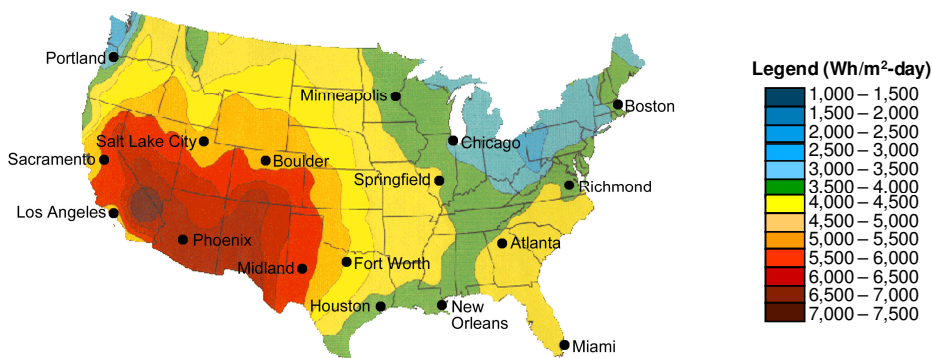 Portland
Minneapolis
Boston
Salt Lake City
Chicago
Sacramento
Boulder
Springfield
Richmond
Los Angeles
Phoenix
Atlanta
Midland
Fort Worth
Houston
New
Orleans
Miami
Legend (Wh/m²-day)
1,000 – 1,500
1,500 – 2,000
2,000 – 2,500
2,500 – 3,000
3,000 – 3,500
3.500 – 4.000
4,000 – 4,500
4,500 – 5,000
5,000 – 5,500
5,500 – 6,000
6,000 – 6,500
6,500 – 7,000
7,000 – 7,500